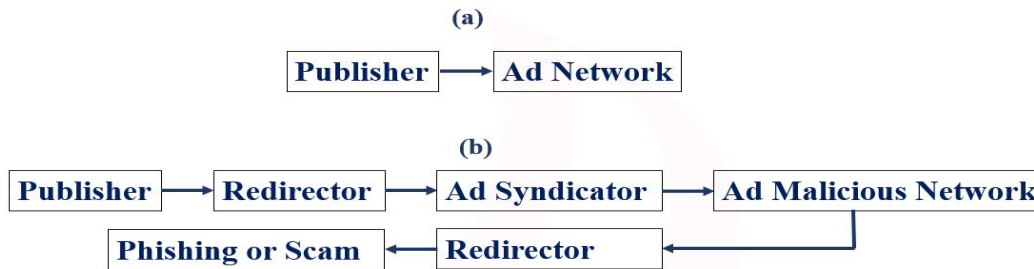 (a)
Publisher Ad Network
(b)
Publisher Redirector Ad Syndicator Ad Malicious Network
Phishing or Scam Redirector